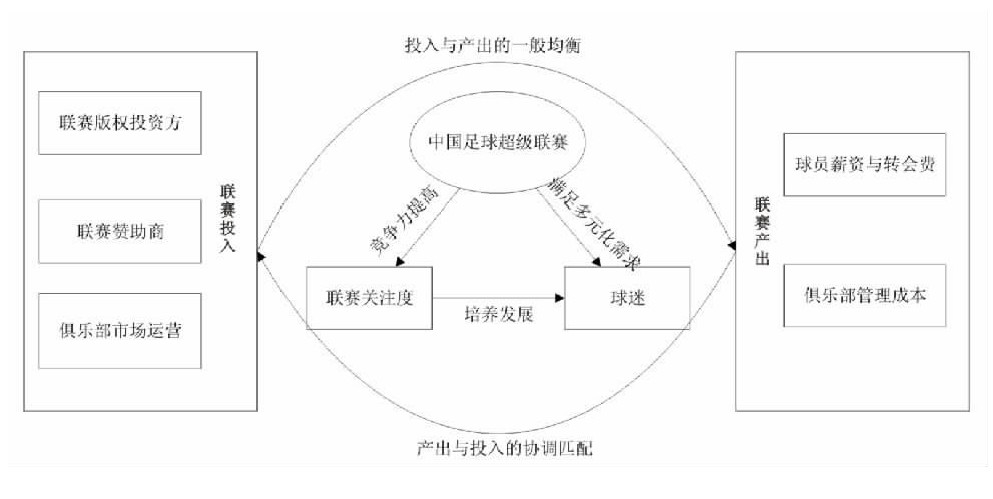 投入与产出的一般均衡
联赛版权投资方
联赛赞助商
俱乐部市场运营
联赛投入
中国足球超级联赛
竞争力提高
满足多元化需求
联赛关注度
培养发展
球迷
联赛产出
球员薪资与转会费
俱乐部管理成本
产出与投入的协调匹配